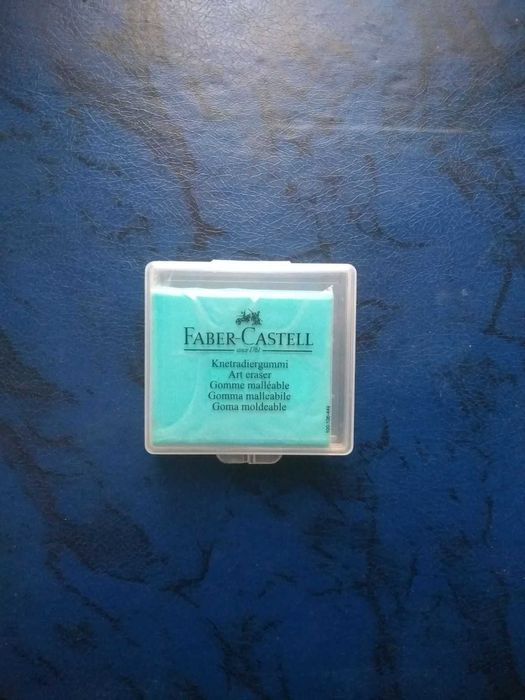 FABER-CASTELL
since 1761
Knetradiergummi
Art eraser
Gomme malléable
Gomma malleabile
Goma moldeable